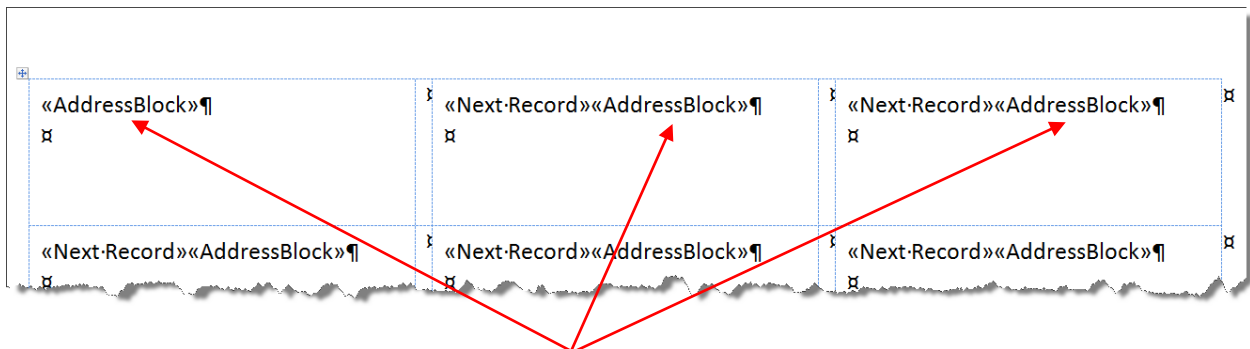 «AddressBlock»¶ ¤ «Next·Record»«AddressBlock»¶ ¤ «Next·Record»«AddressBlock»¶ ¤
¤ ¤ ¤
«Next·Record»«AddressBlock»¶ ¤ «Next·Record»«AddressBlock»¶ ¤ «Next·Record»«AddressBlock»¶ ¤
¤ ¤ ¤